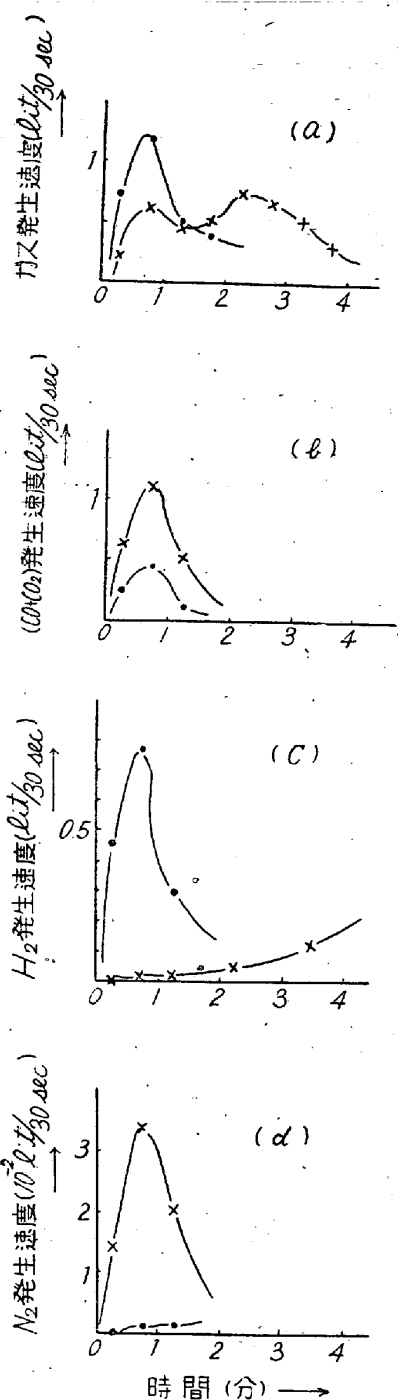 ガス発生速度(lit/30 sec)
(a)
1
0 1 2 3 4
(CO+CO2)発生速度(lit/30 sec)
(b)
1
0 1 2 3 4
H2発生速度(lit/30 sec)
(C)
0.5
0 1 2 3 4
N2発生速度(10⁻² lit/30 sec)
(d)
3
2
1
0 1 2 3 4
時間(分)